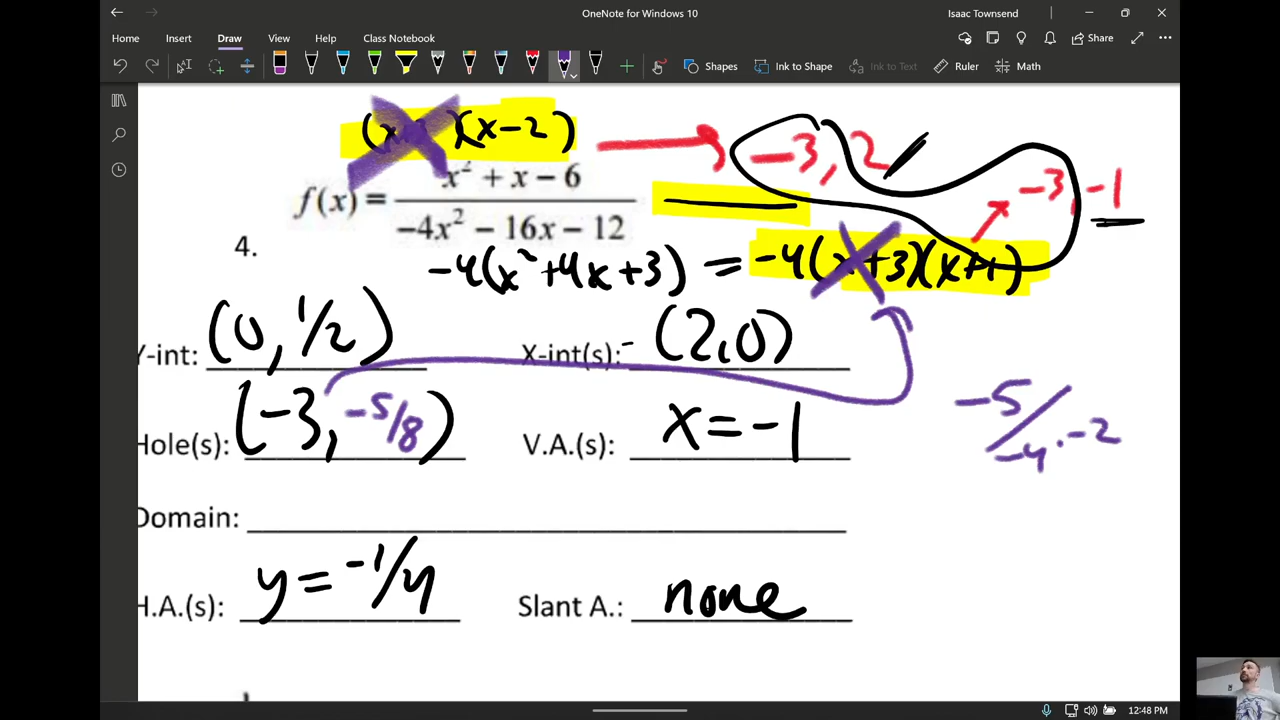 OneNote for Windows 10
Isaac Townsend
Home Insert Draw View Help Class Notebook
Share
Shapes Ink to Shape Ink to Text Ruler Math
(x )(x-2)
-3, 2
-3, -1
f(x) = x² + x − 6 / −4x² − 16x − 12
4.
-4(x²+4x+3) = -4(x+3)(x+1)
Y-int: (0, 1/2)
X-int(s): (2,0)
Hole(s): (-3, -5/8)
V.A.(s): x=-1
-5/-4·-2
Domain:
H.A.(s): y=-1/4
Slant A.: none
12:48 PM